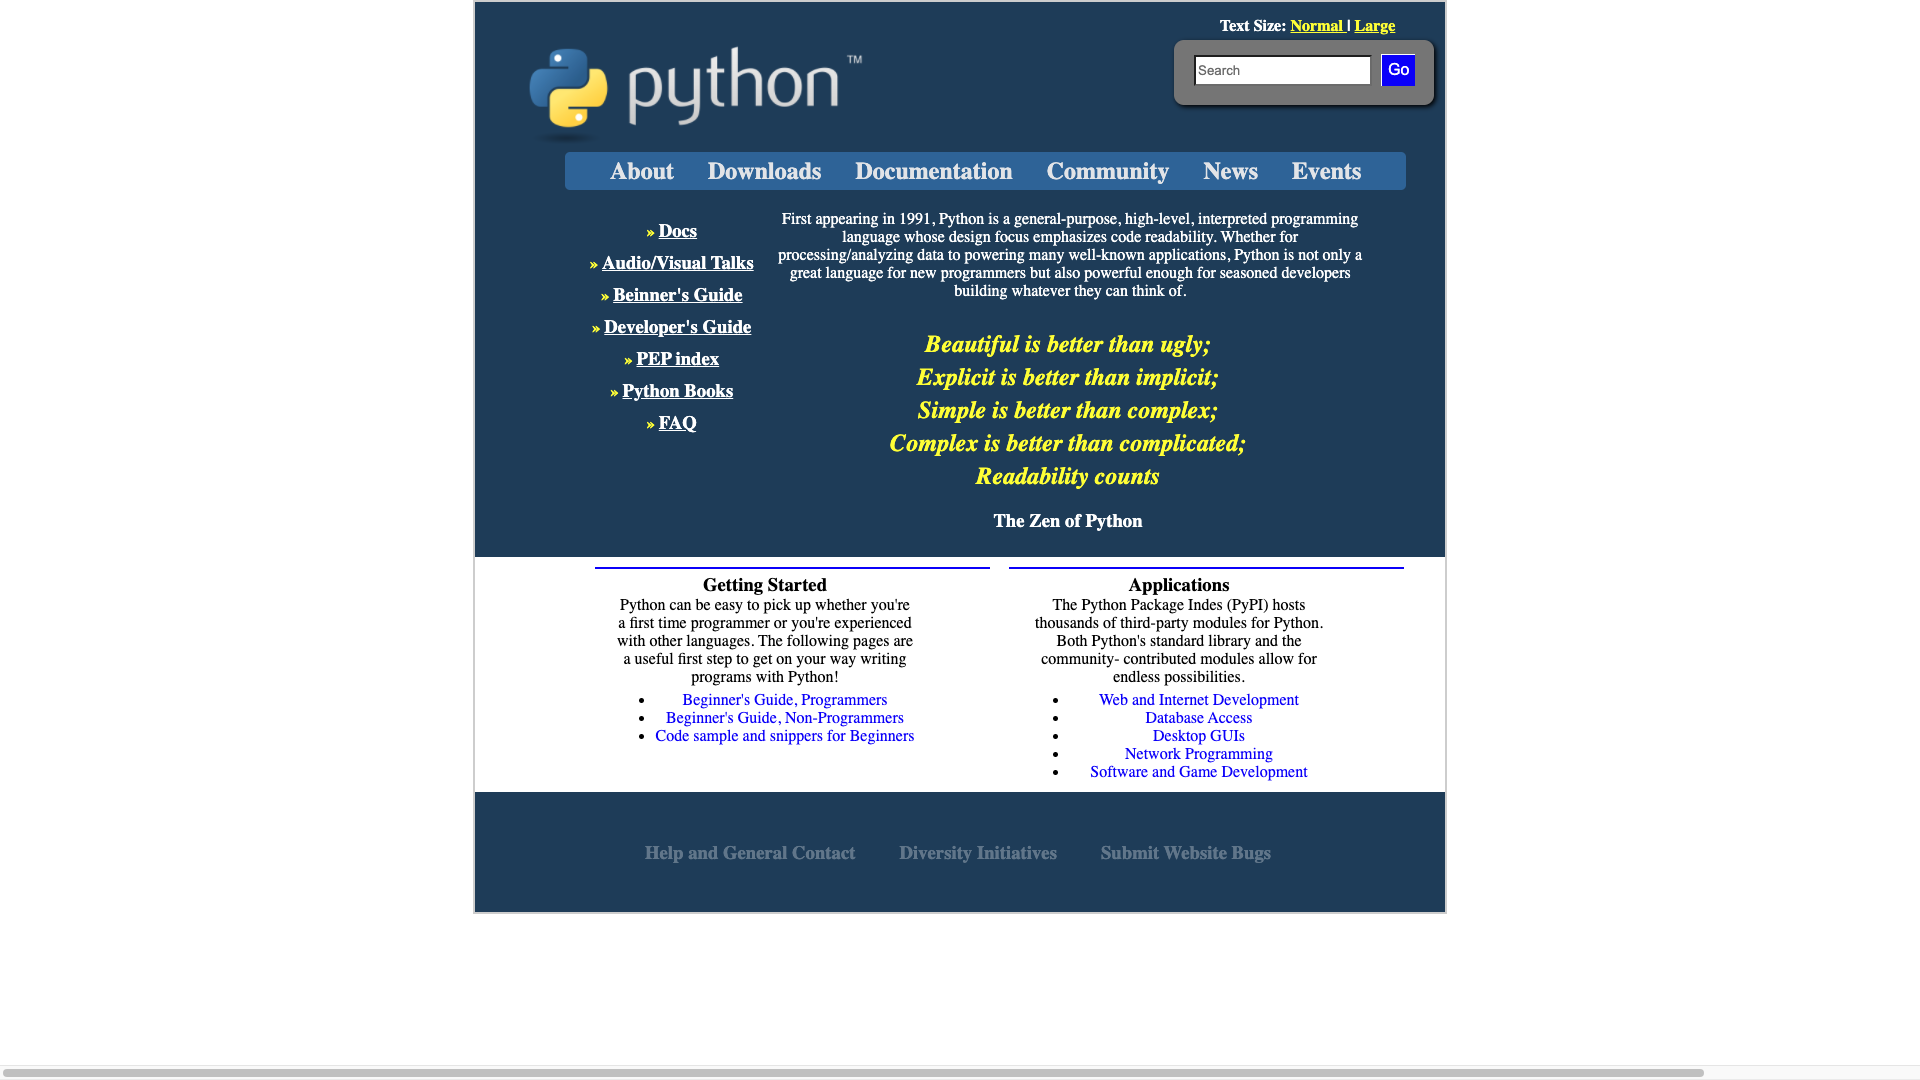 Text Size: Normal | Large
python ™
Search
Go
About Downloads Documentation Community News Events
» Docs
» Audio/Visual Talks
» Beinner's Guide
» Developer's Guide
» PEP index
» Python Books
» FAQ
First appearing in 1991, Python is a general-purpose, high-level, interpreted programming
language whose design focus emphasizes code readability. Whether for
processing/analyzing data to powering many well-known applications, Python is not only a
great language for new programmers but also powerful enough for seasoned developers
building whatever they can think of.
Beautiful is better than ugly;
Explicit is better than implicit;
Simple is better than complex;
Complex is better than complicated;
Readability counts
The Zen of Python
Getting Started
Python can be easy to pick up whether you're
a first time programmer or you're experienced
with other languages. The following pages are
a useful first step to get on your way writing
programs with Python!
• Beginner's Guide, Programmers
• Beginner's Guide, Non-Programmers
• Code sample and snippers for Beginners
Applications
The Python Package Indes (PyPI) hosts
thousands of third-party modules for Python.
Both Python's standard library and the
community- contributed modules allow for
endless possibilities.
• Web and Internet Development
• Database Access
• Desktop GUIs
• Network Programming
• Software and Game Development
Help and General Contact Diversity Initiatives Submit Website Bugs